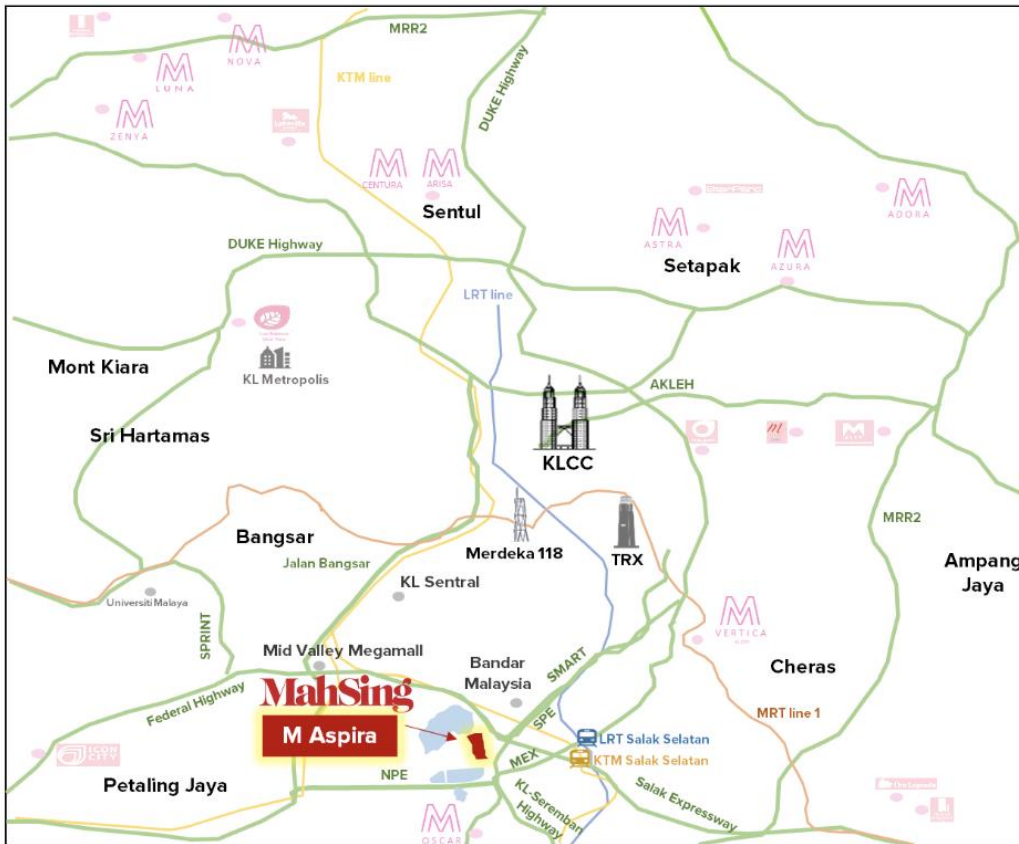 MRR2
NOVA
LUNA
KTM line
ZENYA
DUKE Highway
CENTURA
ARISA
Sentul
ADORA
ASTRA
Setapak
AZURA
DUKE Highway
LRT line
Mont Kiara
KL Metropolis
AKLEH
Sri Hartamas
KLCC
MRR2
Bangsar
Merdeka 118
TRX
Jalan Bangsar
Ampang
Jaya
KL Sentral
Universiti Malaya
SPRINT
VERTICA
Mid Valley Megamall
Bandar
Malaysia
SMART
Cheras
Federal Highway
MahSing
M Aspira
SPE
MRT line 1
LRT Salak Selatan
ICON
CITY
MEX
KTM Salak Selatan
Petaling Jaya
NPE
Salak Expressway
KL-Seremban
Highway
OSCAR